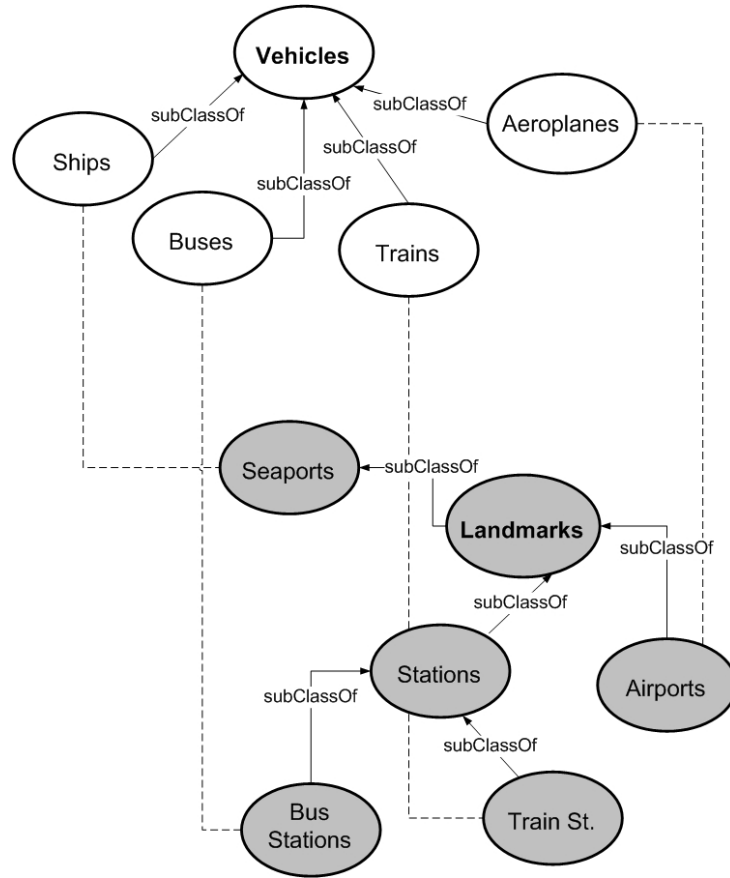 Vehicles
subClassOf
subClassOf
Aeroplanes
Ships
subClassOf
subClassOf
Buses
Trains
Seaports
subClassOf
Landmarks
subClassOf
subClassOf
Stations
Airports
subClassOf
subClassOf
Bus
Stations
Train St.